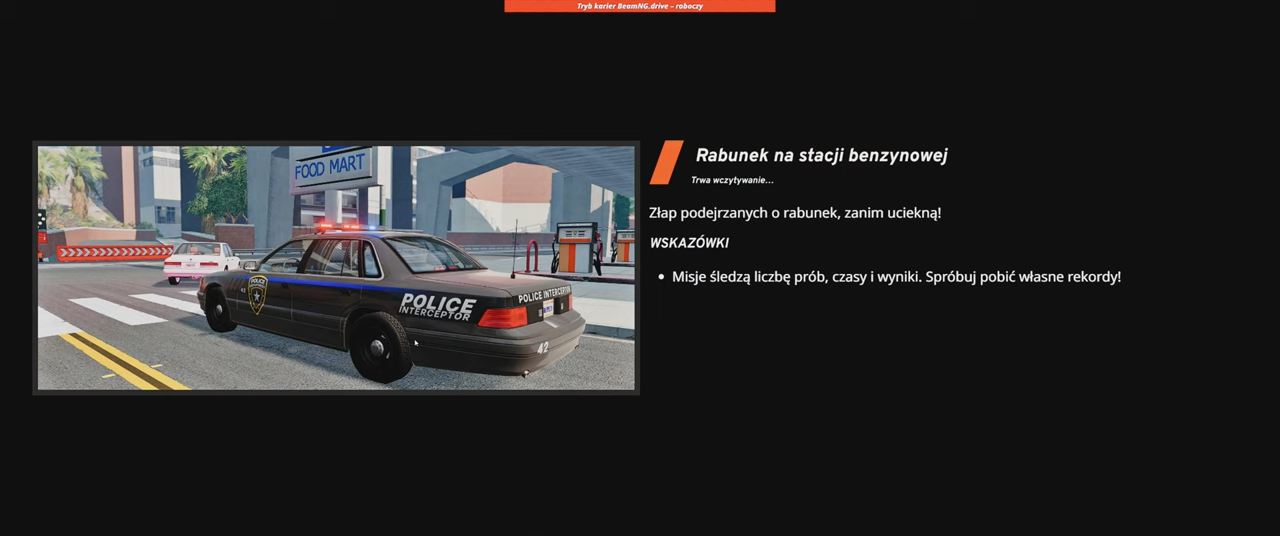 Tryb karier BeamNG.drive – roboczy
FOOD MART
POLICE
42
POLICE
INTERCEPTOR
POLICE INTERCEPTOR
42
Rabunek na stacji benzynowej
Trwa wczytywanie...
Złap podejrzanych o rabunek, zanim uciekną!
WSKAZÓWKI
• Misje śledzą liczbę prób, czasy i wyniki. Spróbuj pobić własne rekordy!